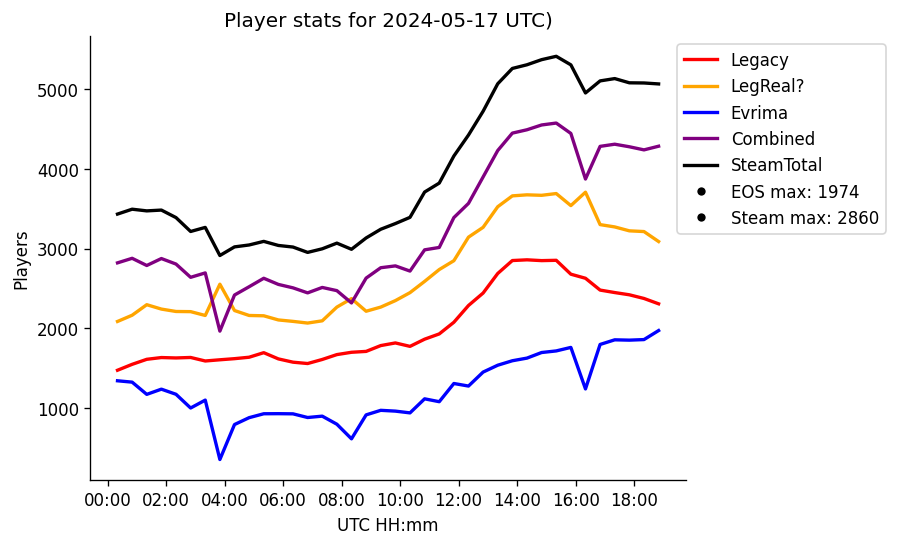 Player stats for 2024-05-17 UTC)
Players
5000
4000
3000
2000
1000
00:00 02:00 04:00 06:00 08:00 10:00 12:00 14:00 16:00 18:00
UTC HH:mm
Legacy
LegReal?
Evrima
Combined
SteamTotal
EOS max: 1974
Steam max: 2860